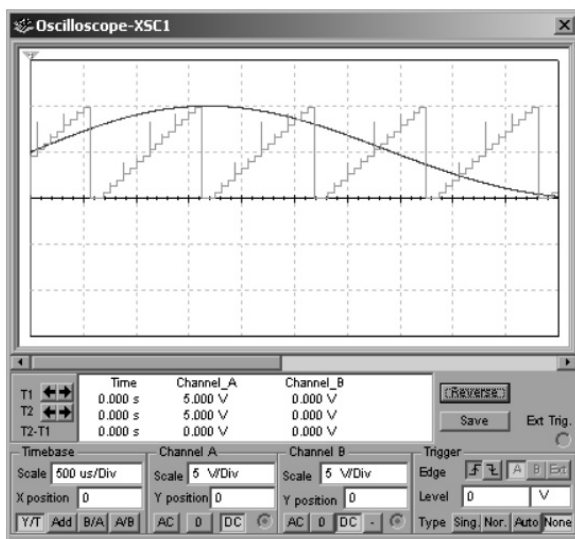 Oscilloscope-XSC1
Time Channel_A Channel_B
T1 0.000 s 5.000 V 0.000 V
T2 0.000 s 5.000 V 0.000 V
T2-T1 0.000 s 0.000 V 0.000 V
Reverse
Save
Ext Trig.
Timebase
Scale 500 us/Div
X position 0
Y/T Add B/A A/B
Channel A
Scale 5 V/Div
Y position 0
AC 0 DC
Channel B
Scale 5 V/Div
Y position 0
AC 0 DC -
Trigger
Edge A B Ext
Level 0 V
Type Sing. Nor. Auto None